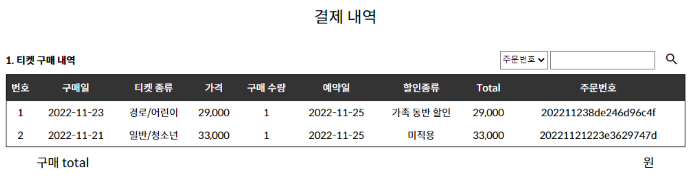 결제 내역
1. 티켓 구매 내역 주문번호
번호 구매일 티켓 종류 가격 구매 수량 예약일 할인종류 Total 주문번호
1 2022-11-23 경로/어린이 29,000 1 2022-11-25 가족 동반 할인 29,000 202211238de246d96c4f
2 2022-11-21 일반/청소년 33,000 1 2022-11-25 미적용 33,000 20221121223e3629747d
구매 total 원